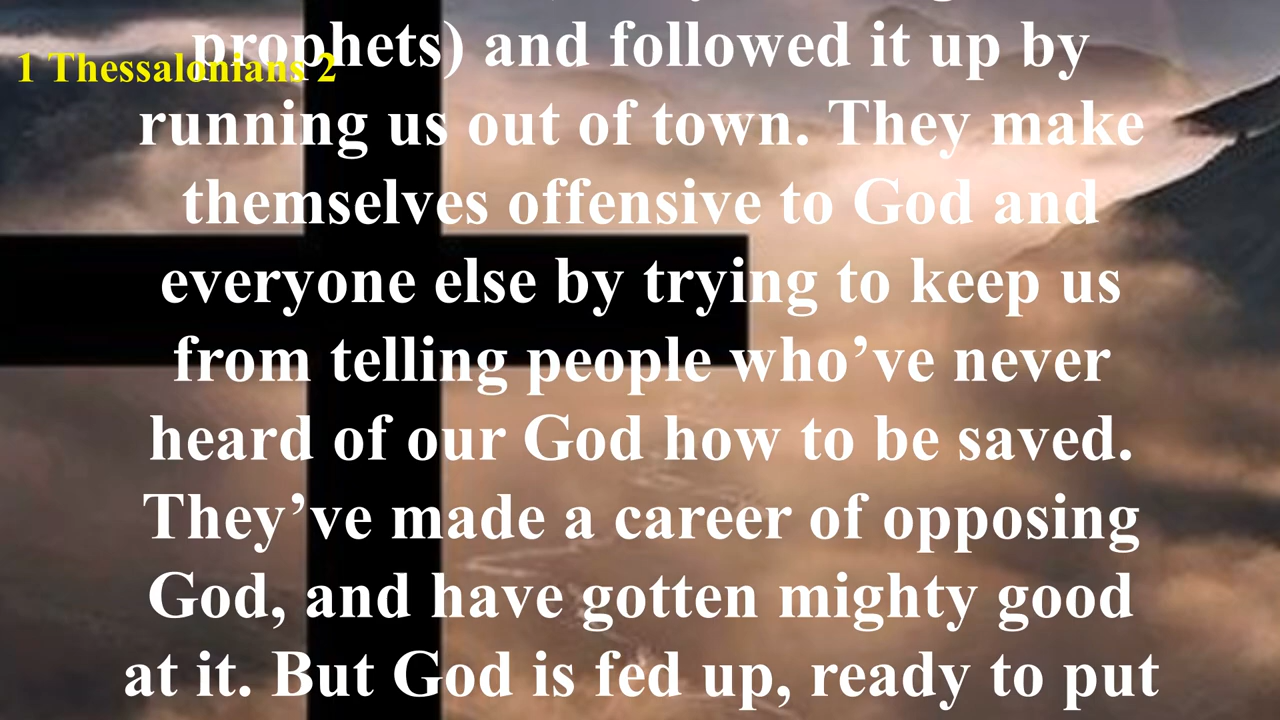 prophets) and followed it up by
1 Thessalonians 2
running us out of town. They make
themselves offensive to God and
everyone else by trying to keep us
from telling people who’ve never
heard of our God how to be saved.
They’ve made a career of opposing
God, and have gotten mighty good
at it. But God is fed up, ready to put